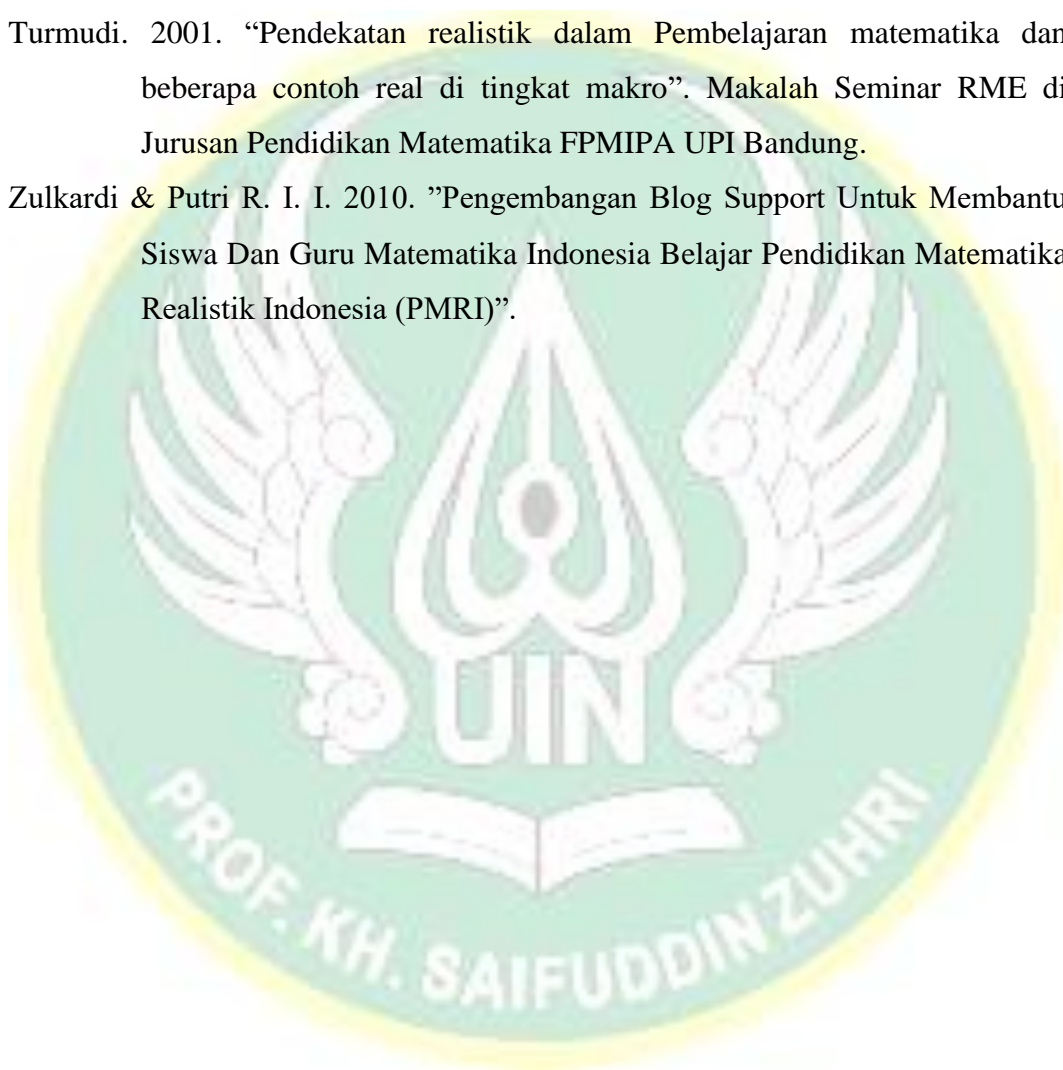 Turmudi. 2001. “Pendekatan realistik dalam Pembelajaran matematika dan
beberapa contoh real di tingkat makro”. Makalah Seminar RME di
Jurusan Pendidikan Matematika FPMIPA UPI Bandung.
Zulkardi & Putri R. I. I. 2010. ”Pengembangan Blog Support Untuk Membantu
Siswa Dan Guru Matematika Indonesia Belajar Pendidikan Matematika
Realistik Indonesia (PMRI)”.
UIN
PROF. KH. SAIFUDDIN ZUHRI